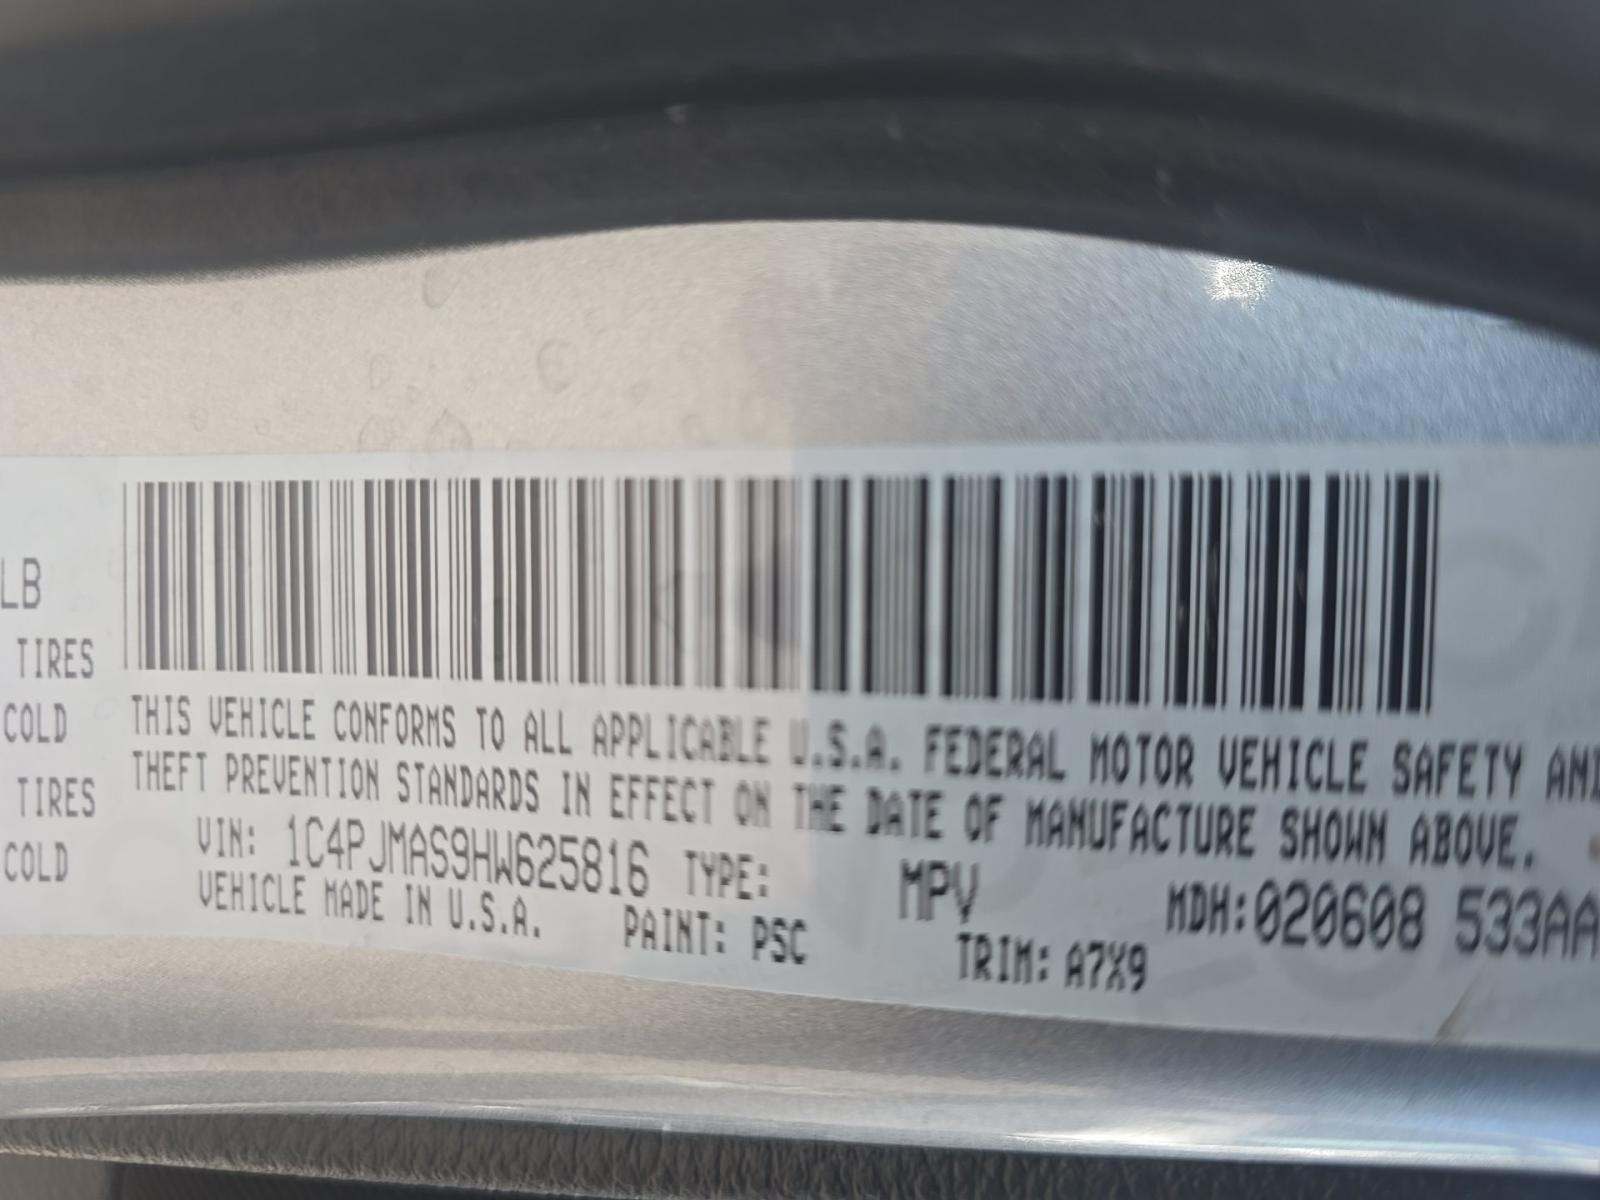 LB
TIRES
COLD
TIRES
COLD
THIS VEHICLE CONFORMS TO ALL APPLICABLE U.S.A. FEDERAL MOTOR VEHICLE SAFETY AND
THEFT PREVENTION STANDARDS IN EFFECT ON THE DATE OF MANUFACTURE SHOWN ABOVE.
VIN: 1C4PJMAS9HW625816 TYPE: MPV MDH:020608 533AA
VEHICLE MADE IN U.S.A. PAINT: PSC TRIM: A7X9